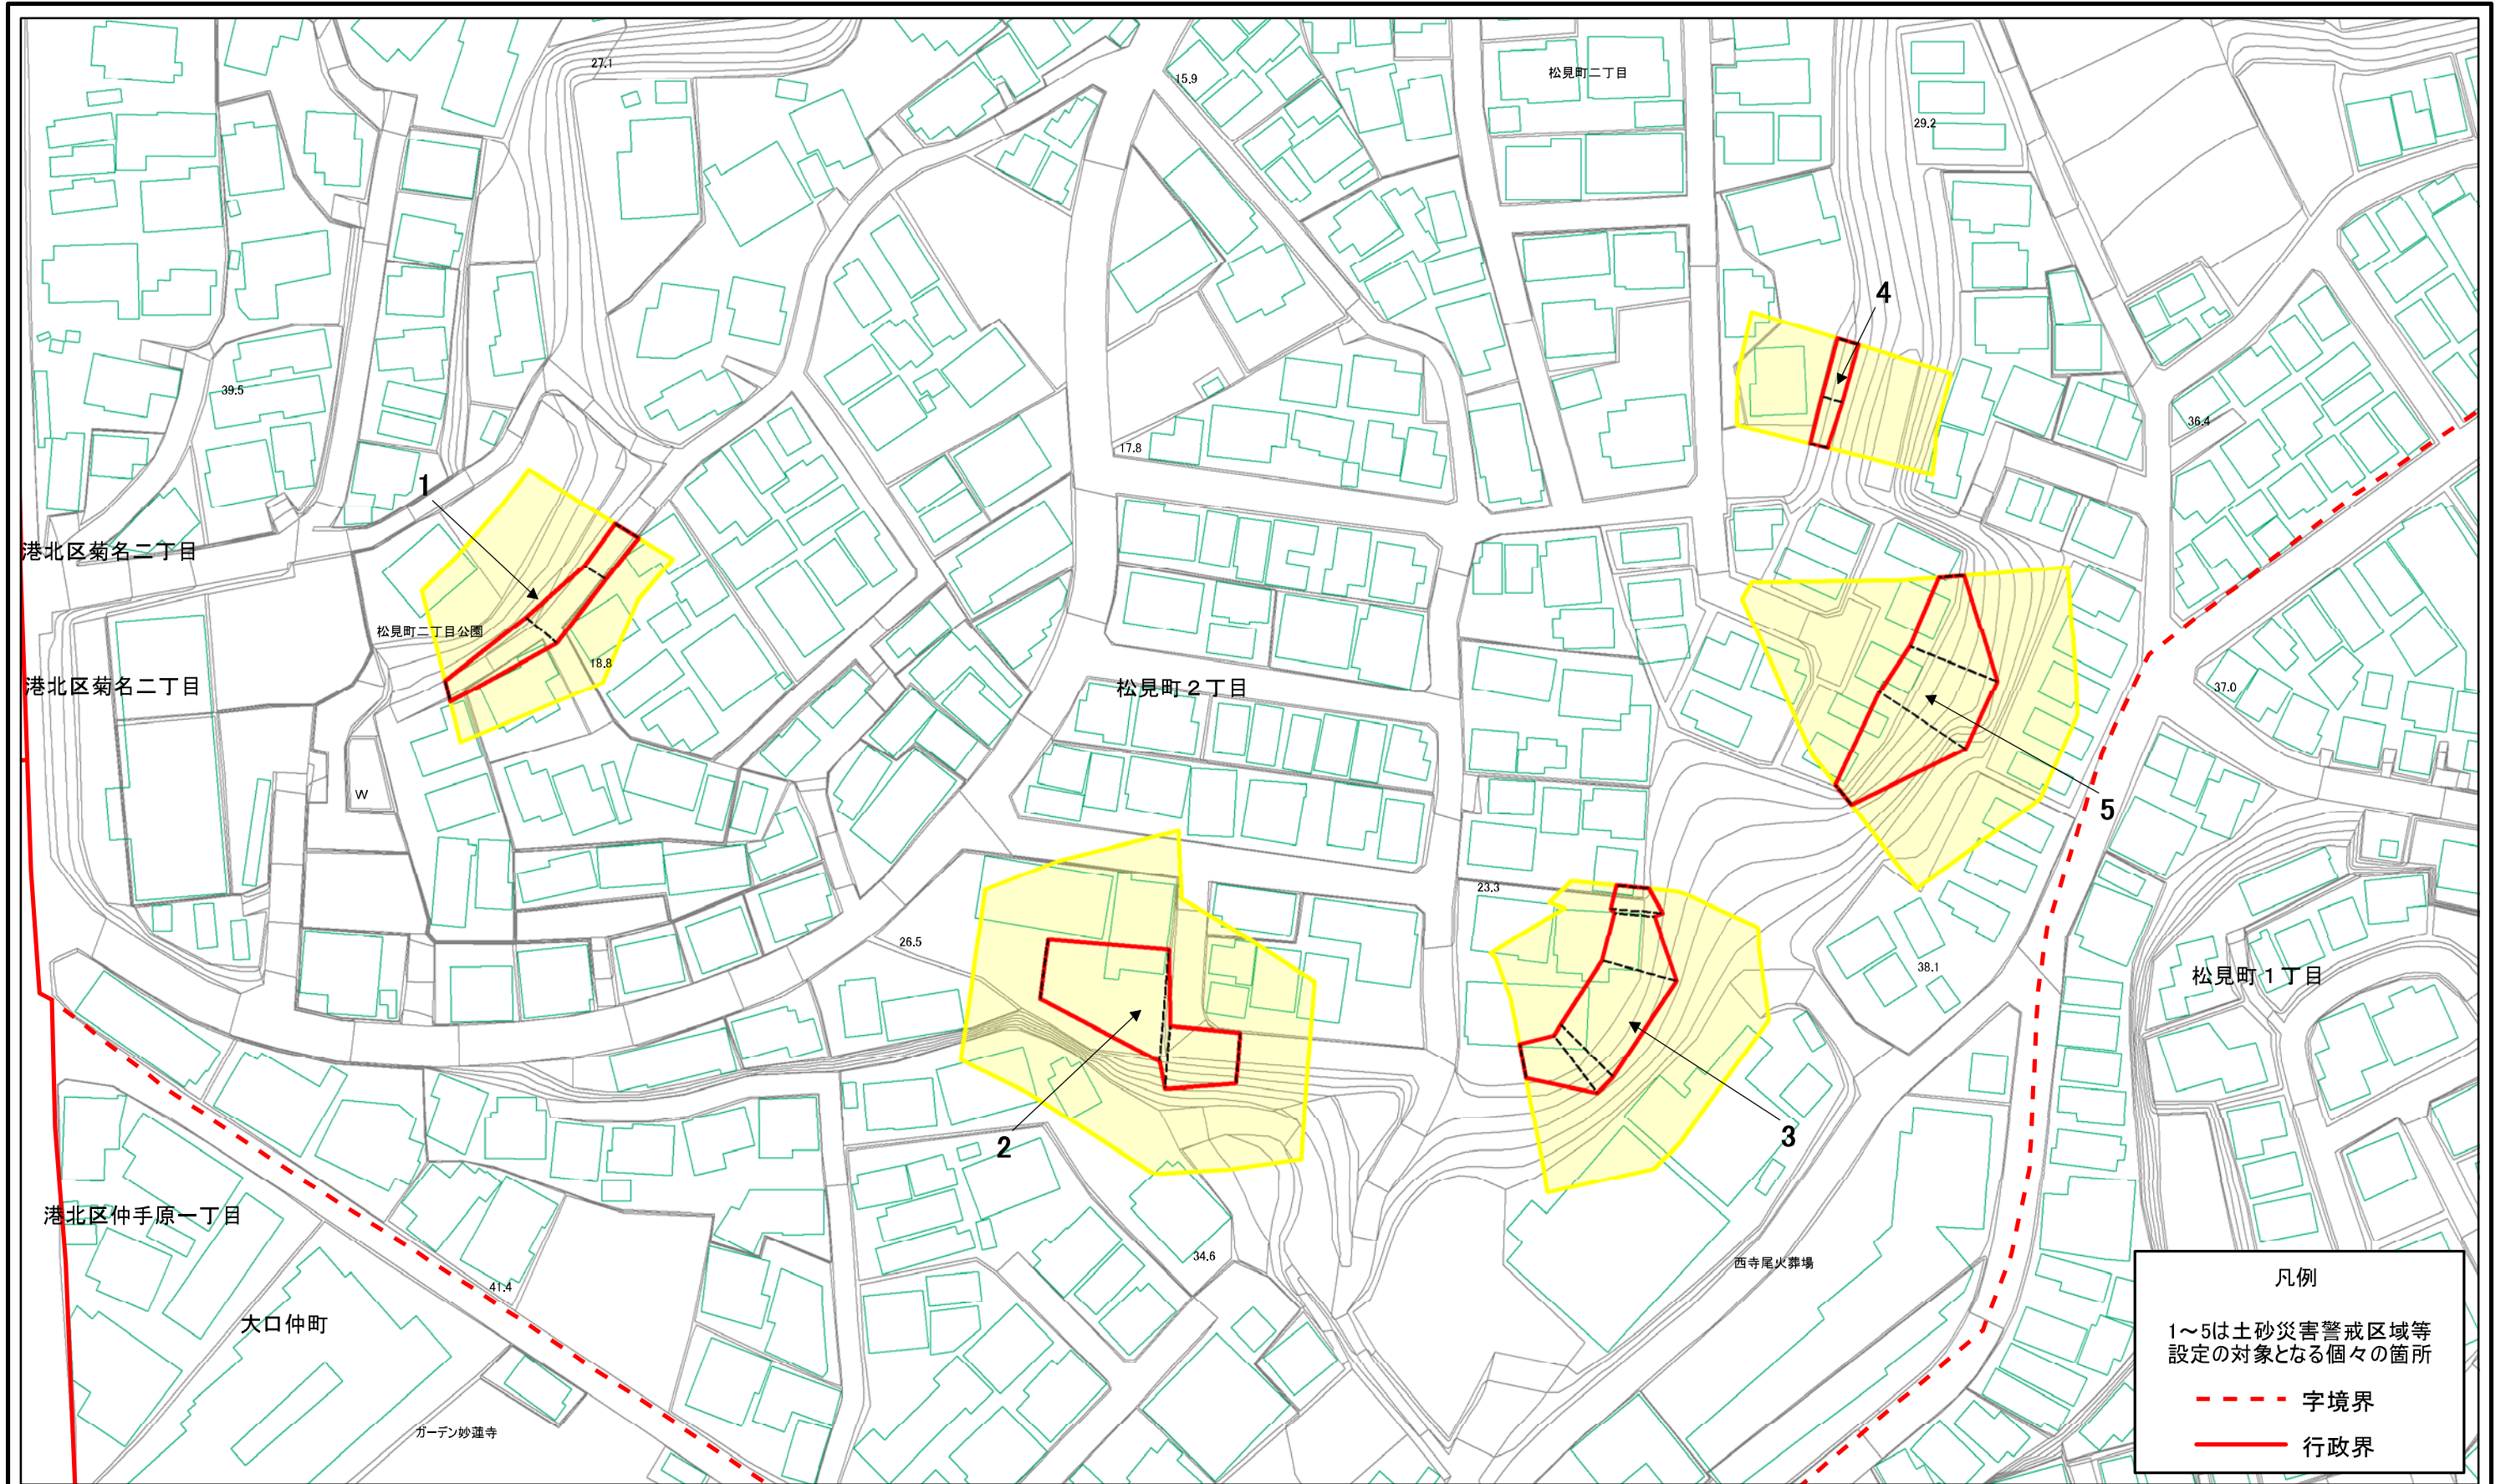 27.1
15.9
松見町二丁目
29.2
4
39.5
36.4
17.8
1
港北区菊名二丁目
松見町二丁目公園
18.8
港北区菊名二丁目
松見町２丁目
37.0
W
5
23.3
26.5
38.1
松見町１丁目
2
3
港北区仲手原一丁目
34.6
西寺尾火葬場
41.4
大口仲町
ガーデン妙蓮寺
凡例
1～5は土砂災害警戒区域等
設定の対象となる個々の箇所
字境界
行政界